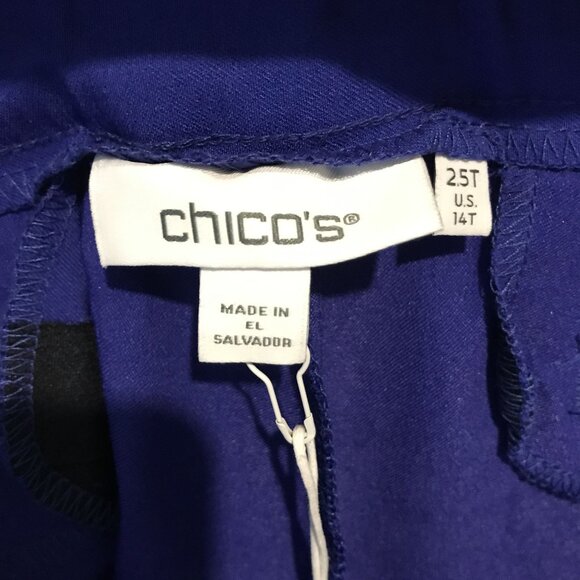 chico's®
2.5T
U.S.
14T
MADE IN
EL
SALVADOR